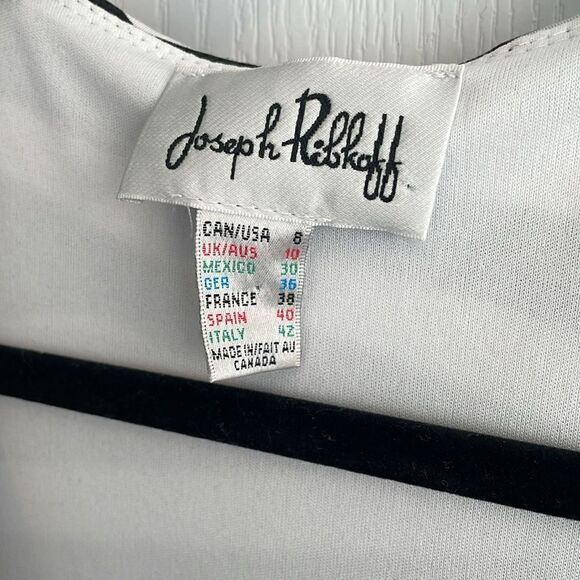 Joseph Ribkoff
CAN/USA 8
UK/AUS 10
MEXICO 30
GER 36
FRANCE 38
SPAIN 40
ITALY 42
MADE IN/FAIT AU
CANADA